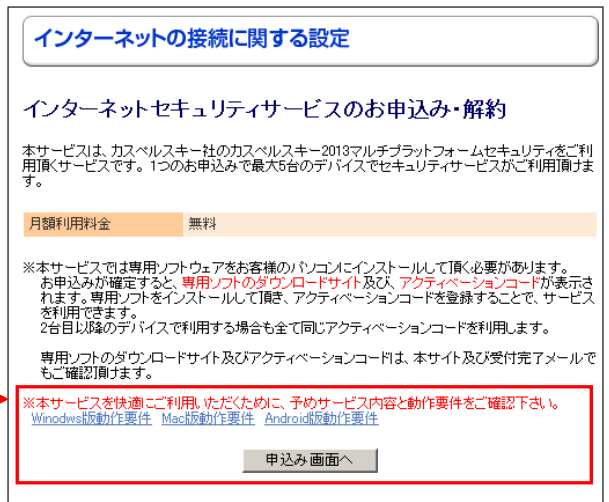 インターネットの接続に関する設定
インターネットセキュリティサービスのお申込み・解約
本サービスは、カスペルスキー社のカスペルスキー2013マルチプラットフォームセキュリティをご利
用頂くサービスです。1つのお申込みで最大5台のデバイスでセキュリティサービスがご利用頂けま
す。
月額利用料金 無料
※本サービスでは専用ソフトウェアをお客様のパソコンにインストールして頂く必要があります。
お申込みが確定すると、専用ソフトのダウンロードサイト及び、アクティベーションコードが表示さ
れます。専用ソフトをインストールして頂き、アクティベーションコードを登録することで、サービス
を利用できます。
2台目以降のデバイスで利用する場合も全て同じアクティベーションコードを利用します。
専用ソフトのダウンロードサイト及びアクティベーションコードは、本サイト及び受付完了メールで
もご確認頂けます。
※本サービスを快適にご利用いただくために、予めサービス内容と動作要件をご確認下さい。
Winodws版動作要件 Mac版動作要件 Android版動作要件
申込み画面へ